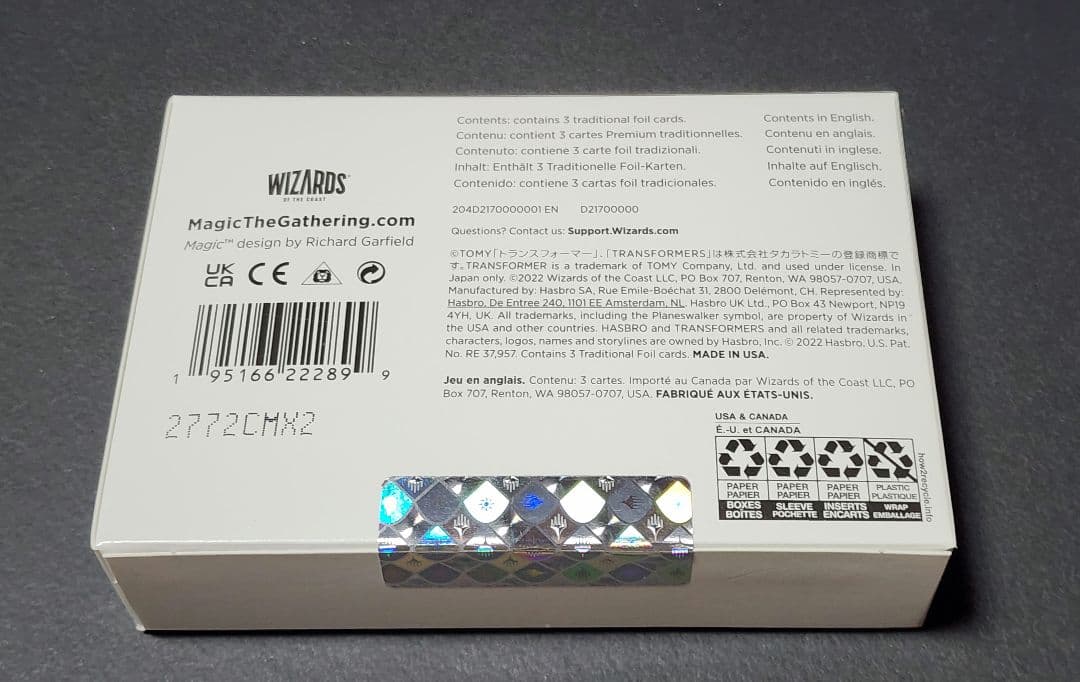 WIZARDS
OF THE COAST
MagicTheGathering.com
Magic™ design by Richard Garfield
UK
CA CE
1 95166 22289 9
2772CMX2
Contents: contains 3 traditional foil cards.
Contenu: contient 3 cartes Premium traditionnelles.
Contenuto: contiene 3 carte foil tradizionali.
Inhalt: Enthält 3 Traditionelle Foil-Karten.
Contenido: contiene 3 cartas foil tradicionales.
Contents in English.
Contenu en anglais.
Contenuti in inglese.
Inhalte auf Englisch.
Contenido en inglés.
204D2170000001 EN D21700000
Questions? Contact us: Support.Wizards.com
©TOMY「トランスフォーマー」、「TRANSFORMERS」は株式会社タカラトミーの登録商標で
す。TRANSFORMER is a trademark of TOMY Company, Ltd. and used under license. In
Japan only. ©2022 Wizards of the Coast LLC, PO Box 707, Renton, WA 98057-0707, USA.
Manufactured by: Hasbro SA, Rue Emile-Boéchat 31, 2800 Delémont, CH. Represented by:
Hasbro, De Entree 240, 1101 EE Amsterdam, NL. Hasbro UK Ltd., PO Box 43 Newport, NP19
4YH, UK. All trademarks, including the Planeswalker symbol, are property of Wizards in
the USA and other countries. HASBRO and TRANSFORMERS and all related trademarks,
characters, logos, names and storylines are owned by Hasbro, Inc. © 2022 Hasbro. U.S. Pat.
No. RE 37,957. Contains 3 Traditional Foil cards. MADE IN USA.
Jeu en anglais. Contenu: 3 cartes. Importé au Canada par Wizards of the Coast LLC, PO
Box 707, Renton, WA 98057-0707, USA. FABRIQUÉ AUX ÉTATS-UNIS.
USA & CANADA
É.-U. et CANADA
PAPER PAPER PAPER PLASTIC
PAPIER PAPIER PAPIER PLASTIQUE
BOXES SLEEVE INSERTS WRAP
BOÎTES POCHETTE ENCARTS EMBALLAGE
how2recycle.info